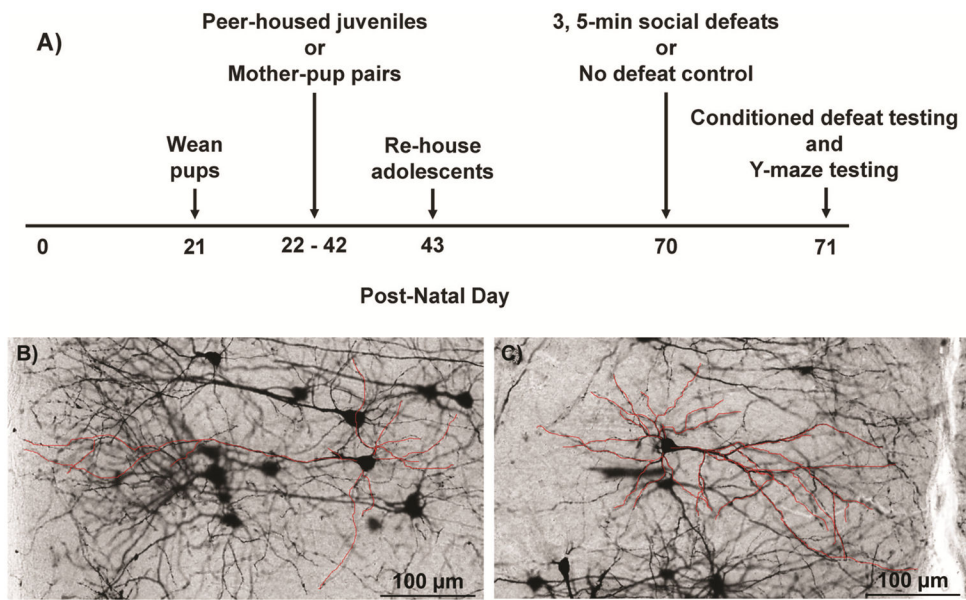 A)
Peer-housed juveniles
or
Mother-pup pairs
3, 5-min social defeats
or
No defeat control
Wean
pups
Re-house
adolescents
Conditioned defeat testing
and
Y-maze testing
0 21 22 - 42 43 70 71
Post-Natal Day
B)
100 µm
C)
100 µm